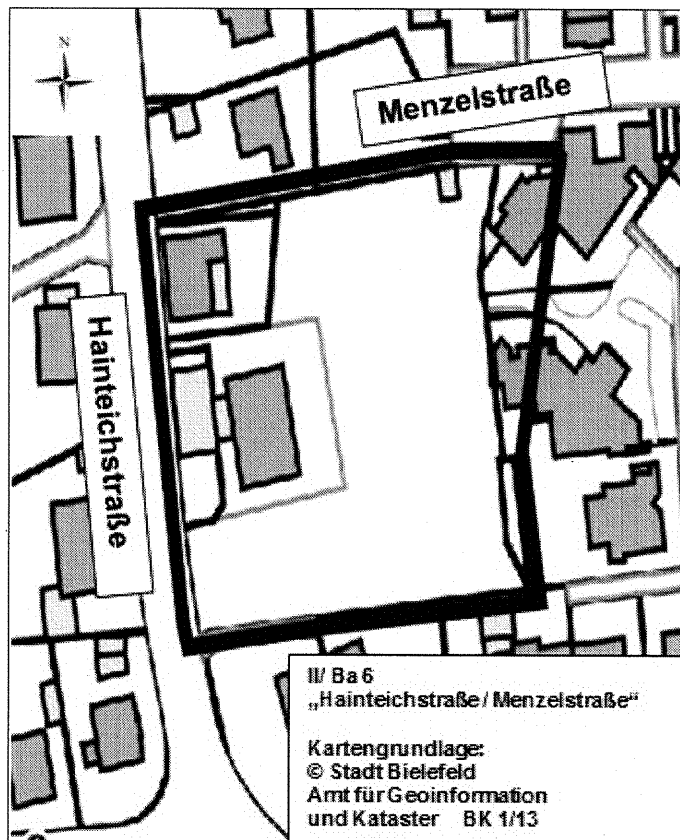 N
Menzelstraße
Hainteichstraße
II/ Ba 6
„Hainteichstraße / Menzelstraße“
Kartengrundlage:
© Stadt Bielefeld
Amt für Geoinformation
und Kataster BK 1/13